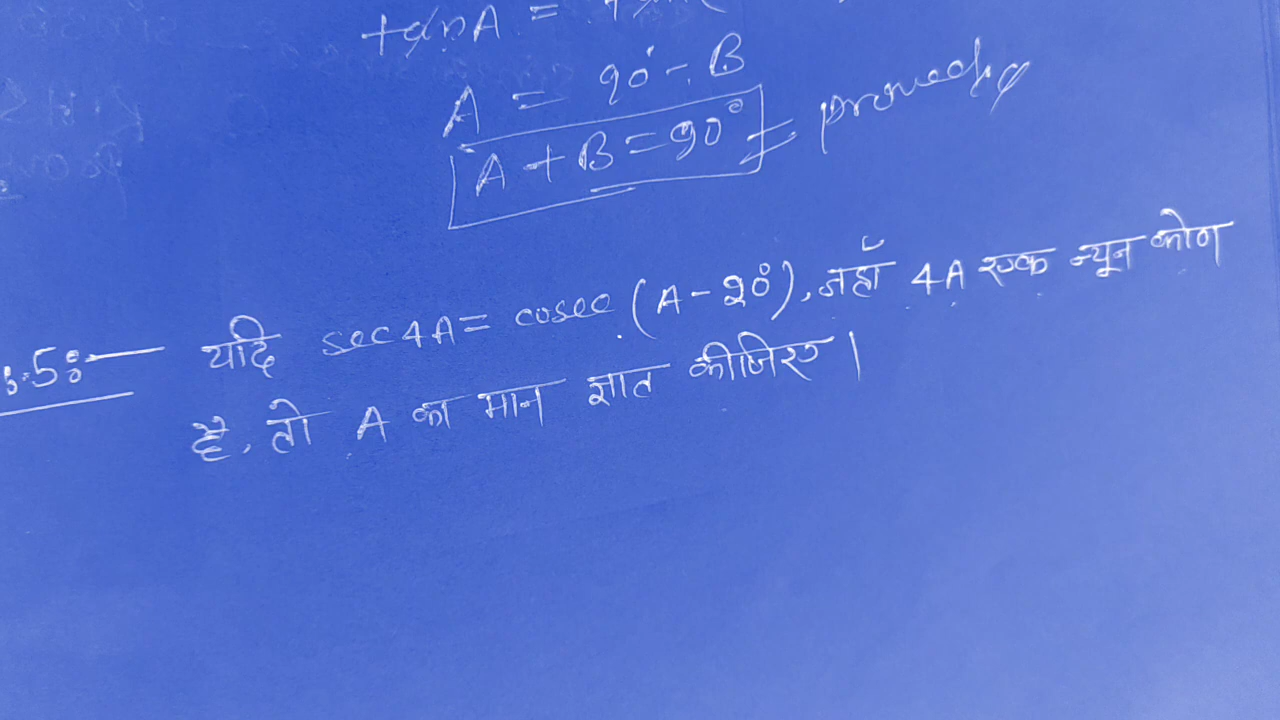 tanA =
A = 90° - B
A + B = 90° proved
5:— यदि sec4A = cosec (A - 20°), जहाँ 4A एक न्यून कोण
है, तो A का मान ज्ञात कीजिए।